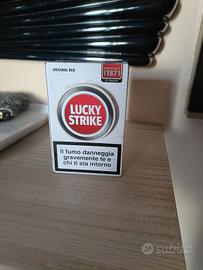 ORIGINAL RED
1871
LUCKY
STRIKE
Il fumo danneggia
gravemente te e
chi ti sta intorno
subito